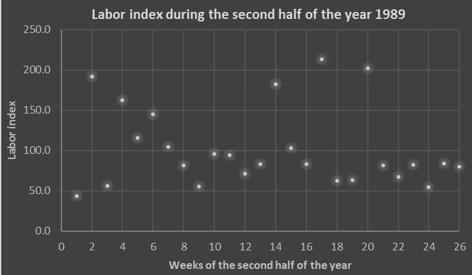 Labor index during the second half of the year 1989
250.0
200.0
150.0
100.0
50.0
0.0
Labor index
0 2 4 6 8 10 12 14 16 18 20 22 24 26
Weeks of the second half of the year